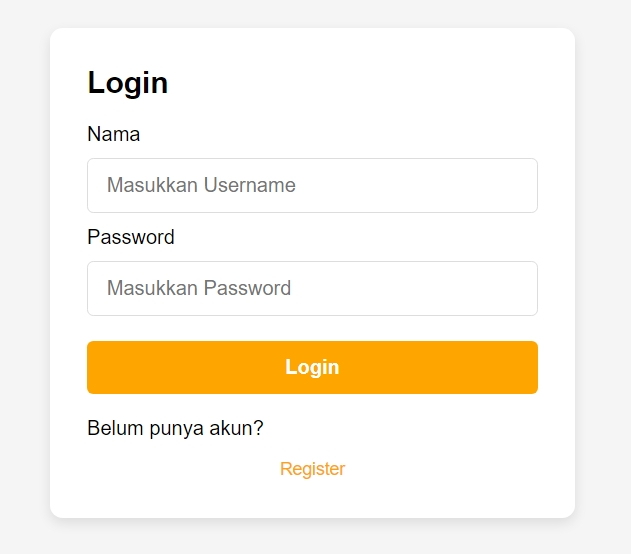 Login
Nama
Masukkan Username
Password
Masukkan Password
Login
Belum punya akun?
Register